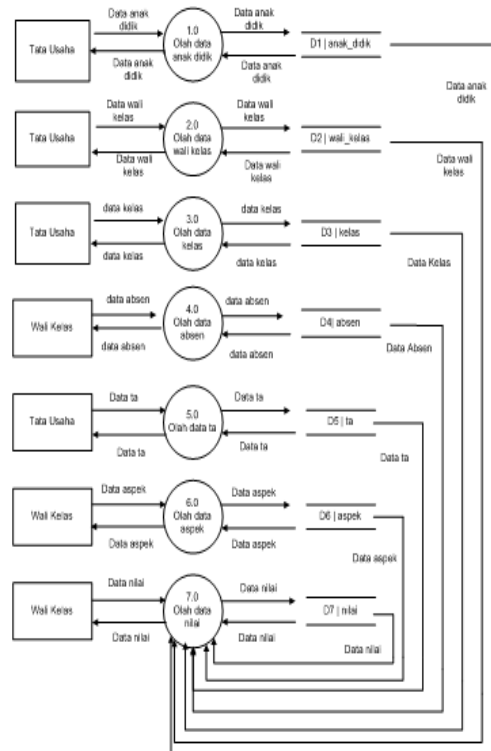 Data anak
didik
Data anak
didik
1.0
Olah data
anak didik
Tata Usaha
D1 | anak_didik
Data anak
didik
Data anak
didik
Data anak
didik
Data wali
kelas
Data wali
kelas
2.0
Olah data
wali kelas
Tata Usaha
D2 | wali_kelas
Data wali
kelas
Data wali
kelas
Data wali
kelas
data kelas
data kelas
3.0
Olah data
kelas
Tata Usaha
D3 | kelas
data kelas
data kelas
Data Kelas
data absen
data absen
4.0
Olah data
absen
Wali Kelas
D4| absen
data absen
data absen
Data Absen
Data ta
Data ta
5.0
Olah data ta
Tata Usaha
D5 | ta
Data ta
Data ta
Data ta
Data aspek
Data aspek
6.0
Olah data
aspek
Wali Kelas
D6 | aspek
Data aspek
Data aspek
Data aspek
Data nilai
Data nilai
7.0
Olah data
nilai
Wali Kelas
D7 | nilai
Data nilai
Data nilai
Data nilai